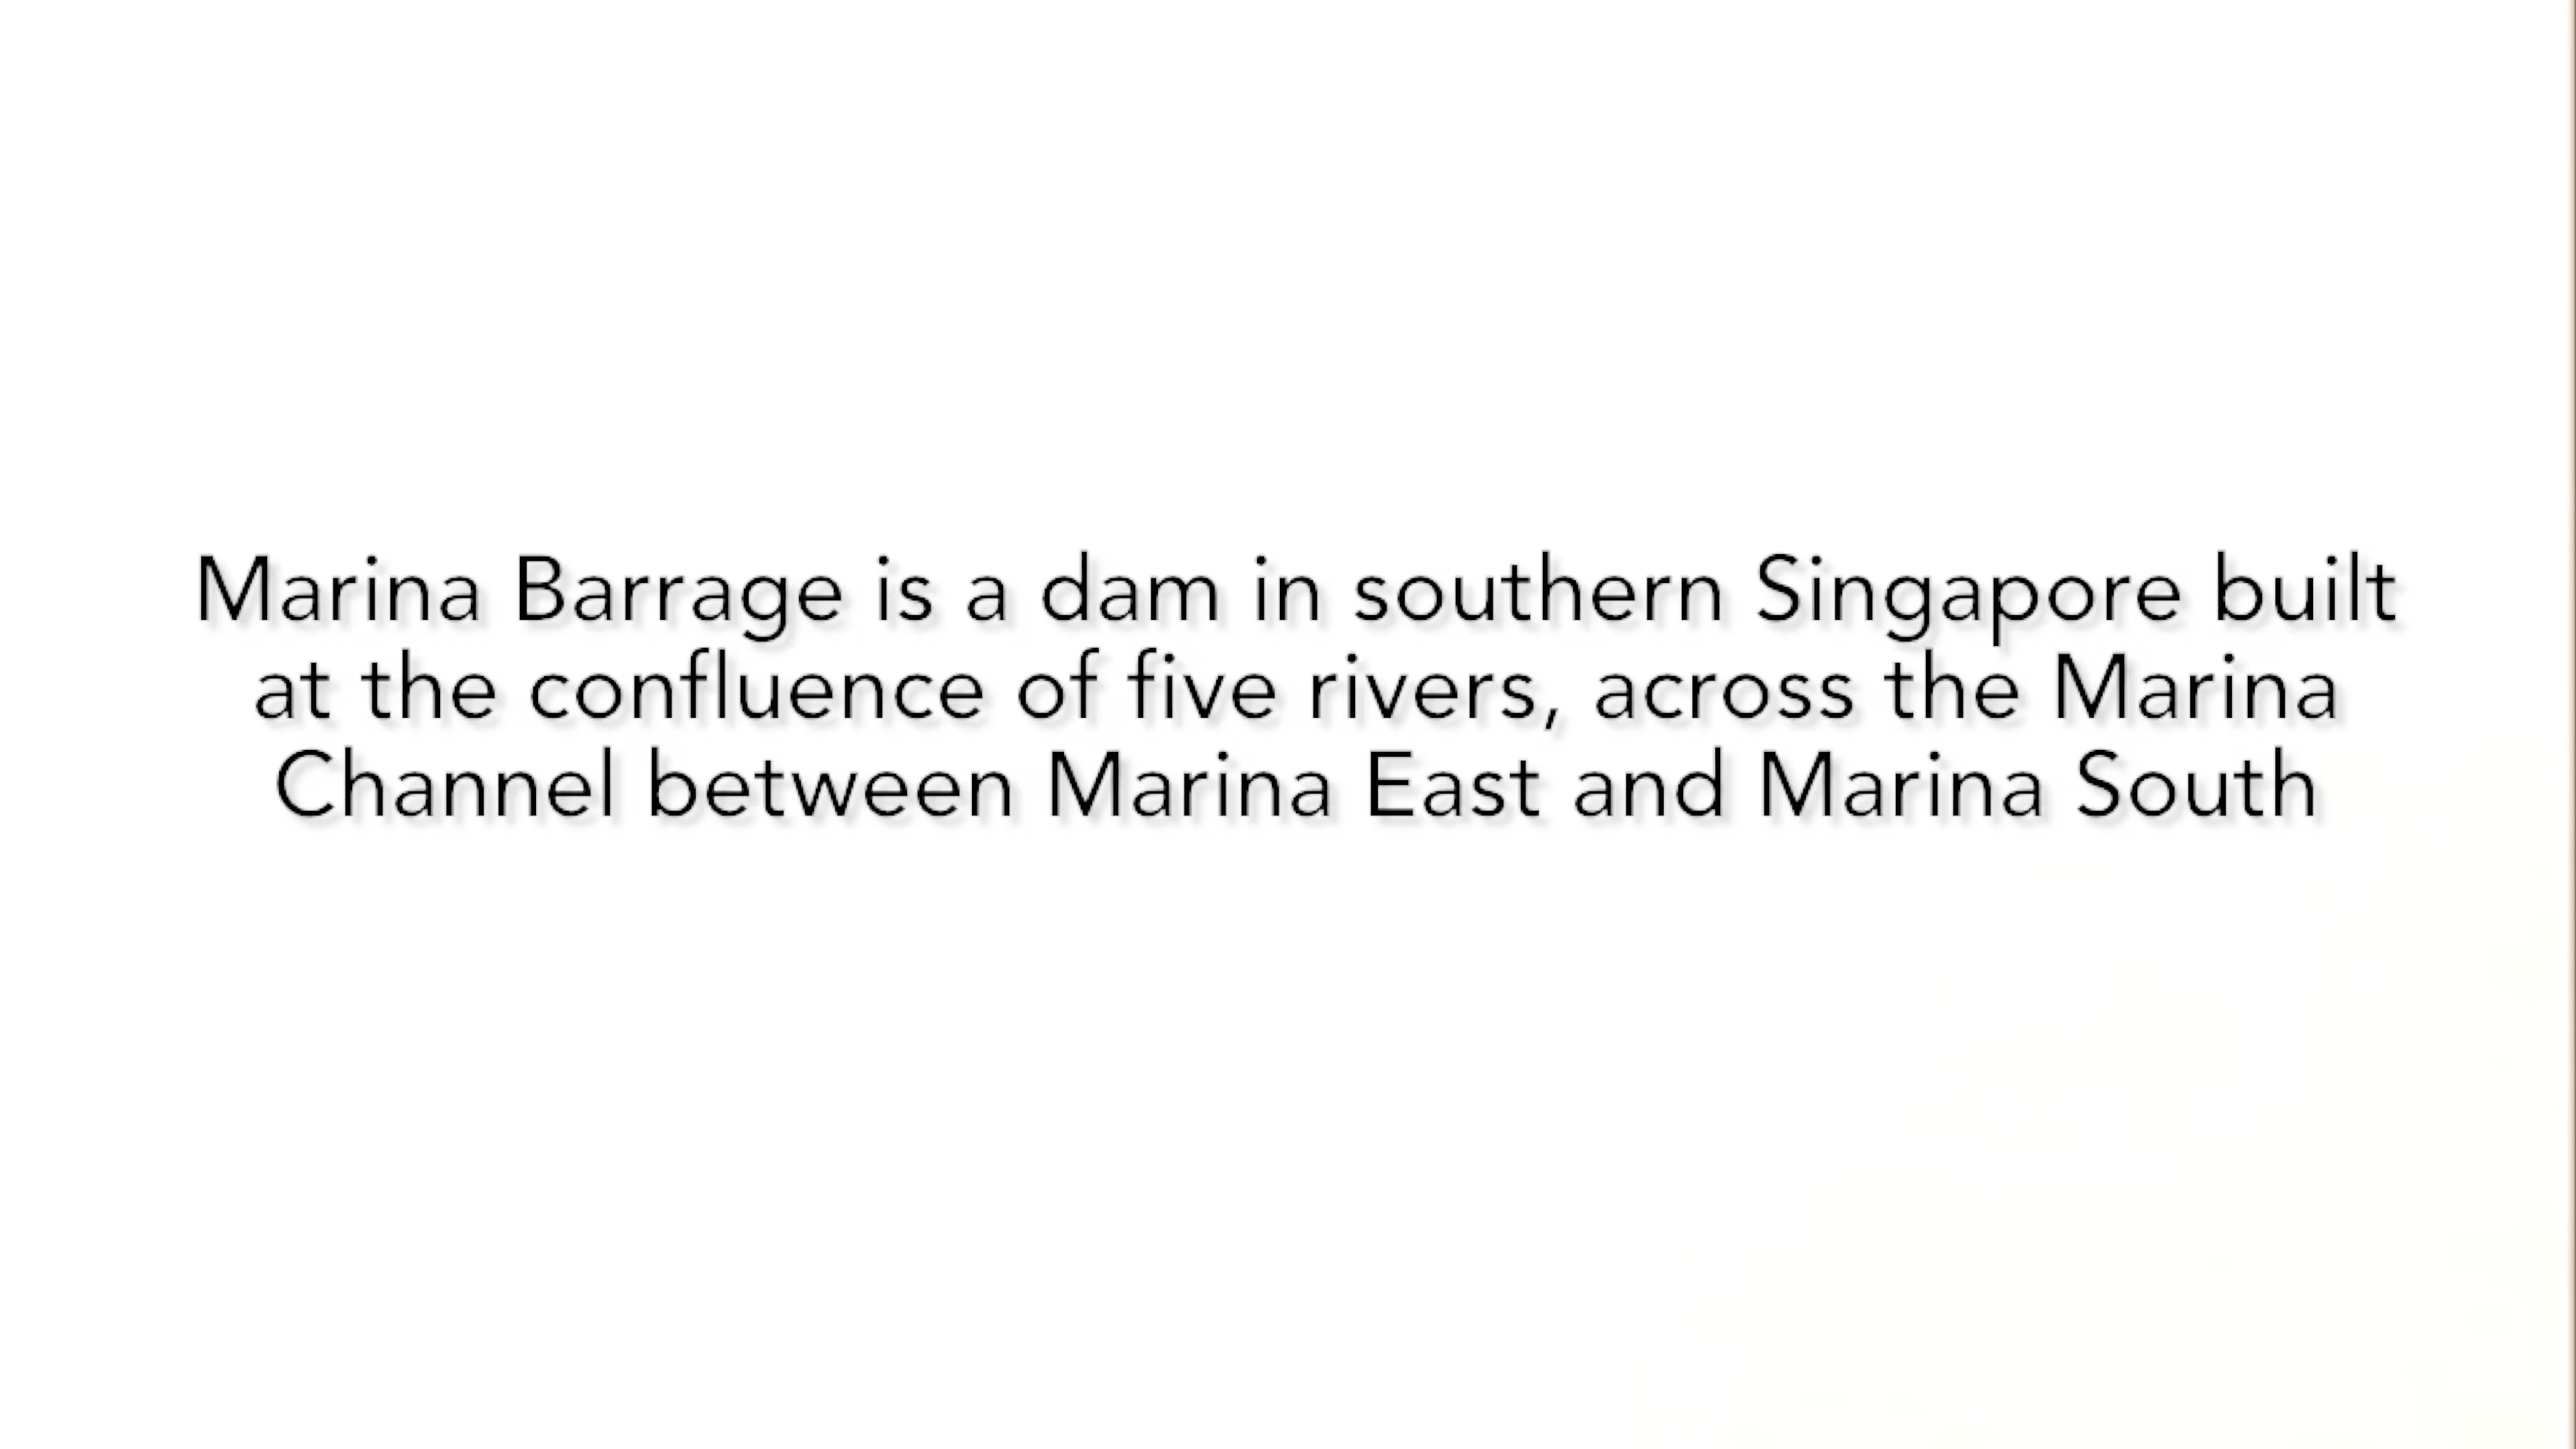 Marina Barrage is a dam in southern Singapore built
at the confluence of five rivers, across the Marina
Channel between Marina East and Marina South